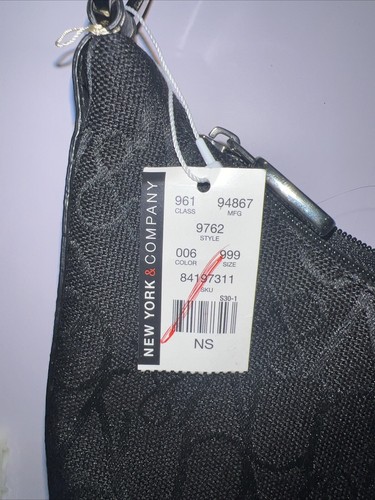 NEW YORK & COMPANY
961 94867
CLASS MFG
9762
STYLE
006 999
COLOR SIZE
84197311
SKU
S30-1
NS